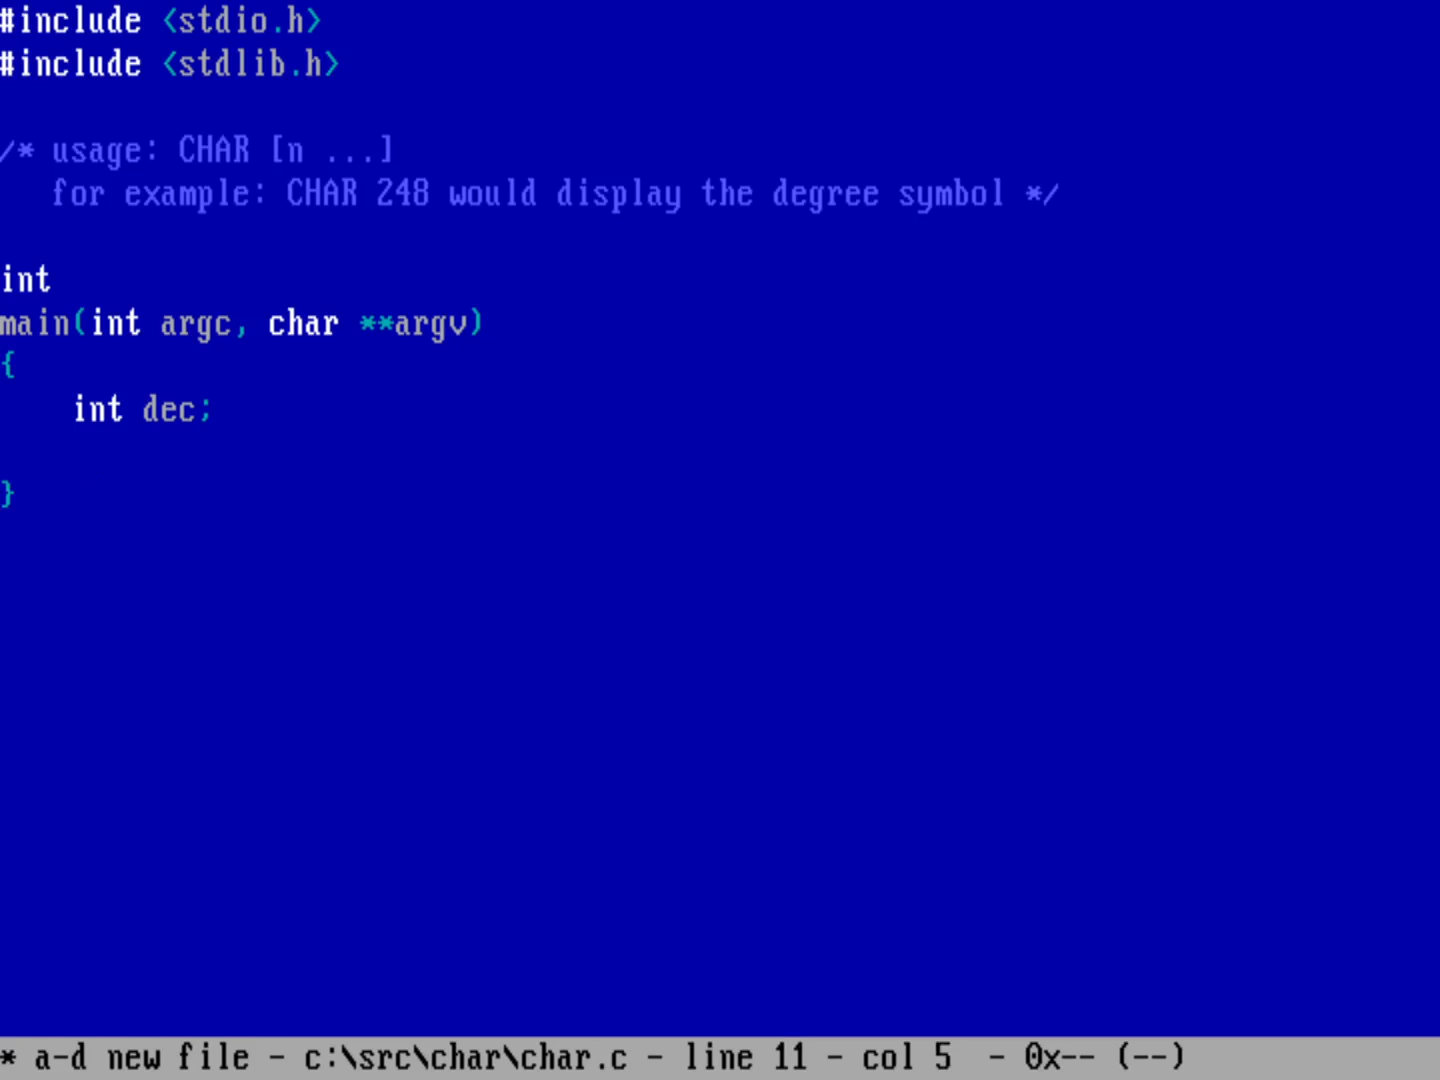 #include <stdio.h>
#include <stdlib.h>
/* usage: CHAR [n ...]
   for example: CHAR 248 would display the degree symbol */
int
main(int argc, char **argv)
{
    int dec;
}
* a-d new file - c:\src\char\char.c - line 11 - col 5  - 0x-- (--)